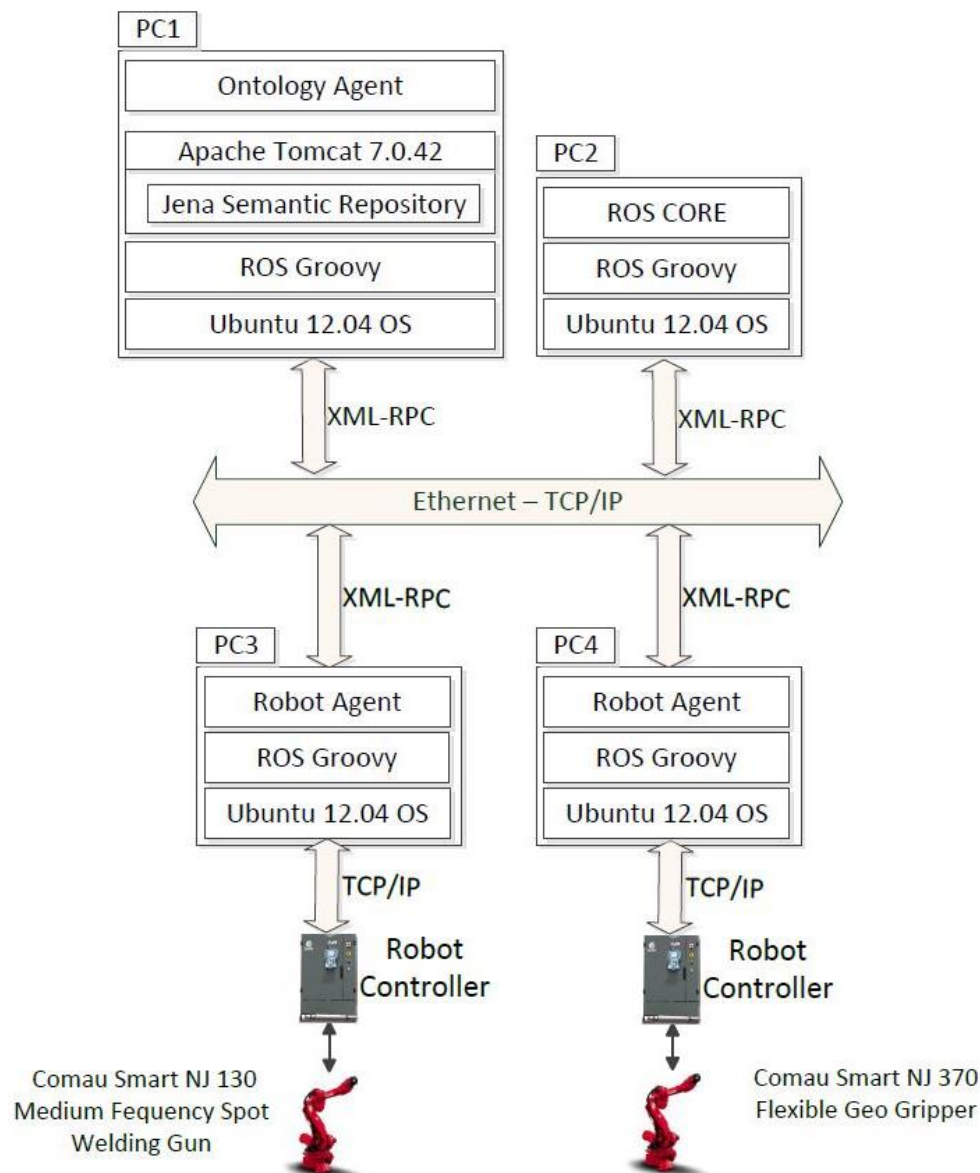 PC1
Ontology Agent
Apache Tomcat 7.0.42
Jena Semantic Repository
ROS Groovy
Ubuntu 12.04 OS
PC2
ROS CORE
ROS Groovy
Ubuntu 12.04 OS
XML-RPC
XML-RPC
Ethernet – TCP/IP
XML-RPC
XML-RPC
PC3
Robot Agent
ROS Groovy
Ubuntu 12.04 OS
PC4
Robot Agent
ROS Groovy
Ubuntu 12.04 OS
TCP/IP
TCP/IP
Robot
Controller
Robot
Controller
Comau Smart NJ 130
Medium Fequency Spot
Welding Gun
Comau Smart NJ 370
Flexible Geo Gripper